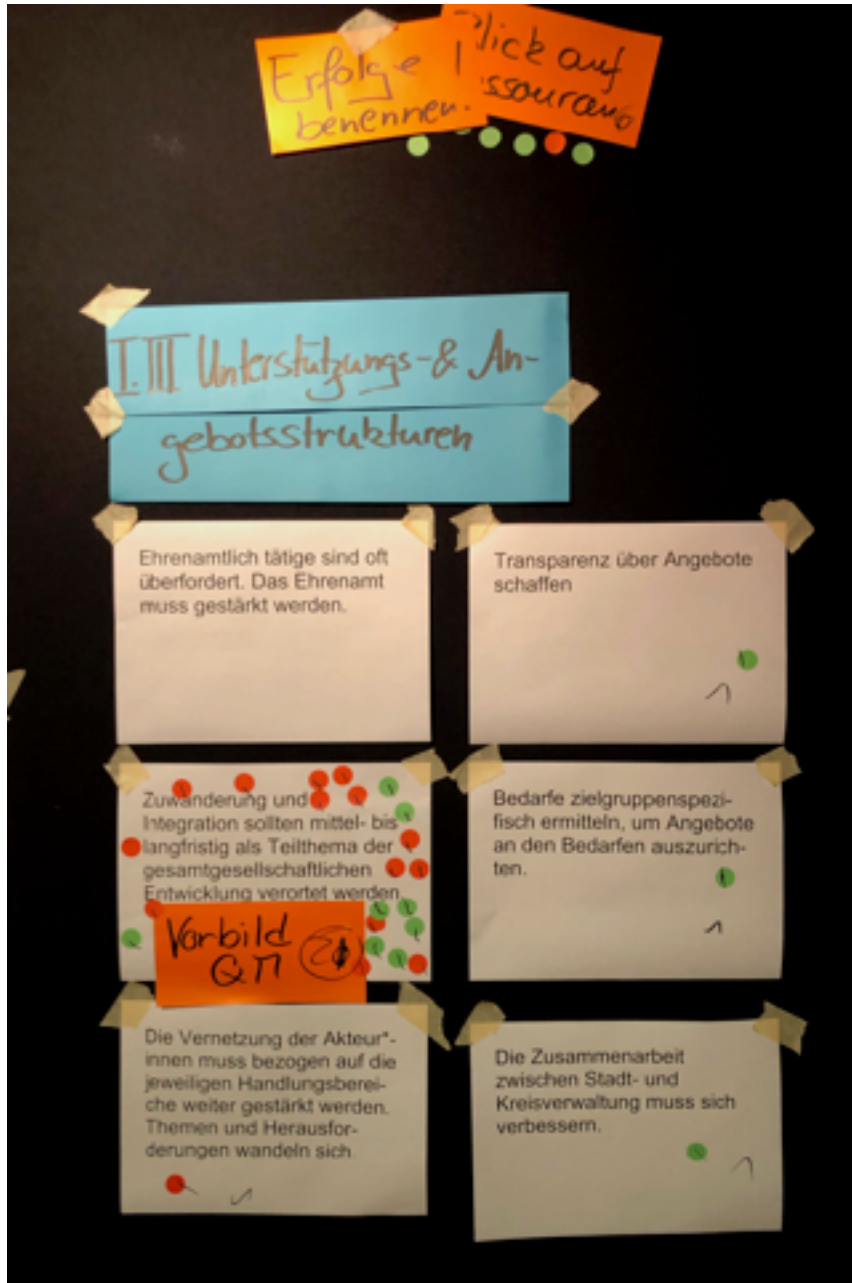 Erfolge !
benennen.
Blick auf
I.III Unterstützungs-& An-
gebotsstrukturen
Ehrenamtlich tätige sind oft
überfordert. Das Ehrenamt
muss gestärkt werden.
Transparenz über Angebote
schaffen
1
Zuwanderung und
Integration sollten mittel- bis
langfristig als Teilthema der
gesamtgesellschaftlichen
Entwicklung verortet werden.
Vorbild
QM
Bedarfe zielgruppenspezi-
fisch ermitteln, um Angebote
an den Bedarfen auszurich-
ten.
1
Die Vernetzung der Akteur*-
innen muss bezogen auf die
jeweiligen Handlungsberei-
che weiter gestärkt werden.
Themen und Herausfor-
derungen wandeln sich.
Die Zusammenarbeit
zwischen Stadt- und
Kreisverwaltung muss sich
verbessern.
1